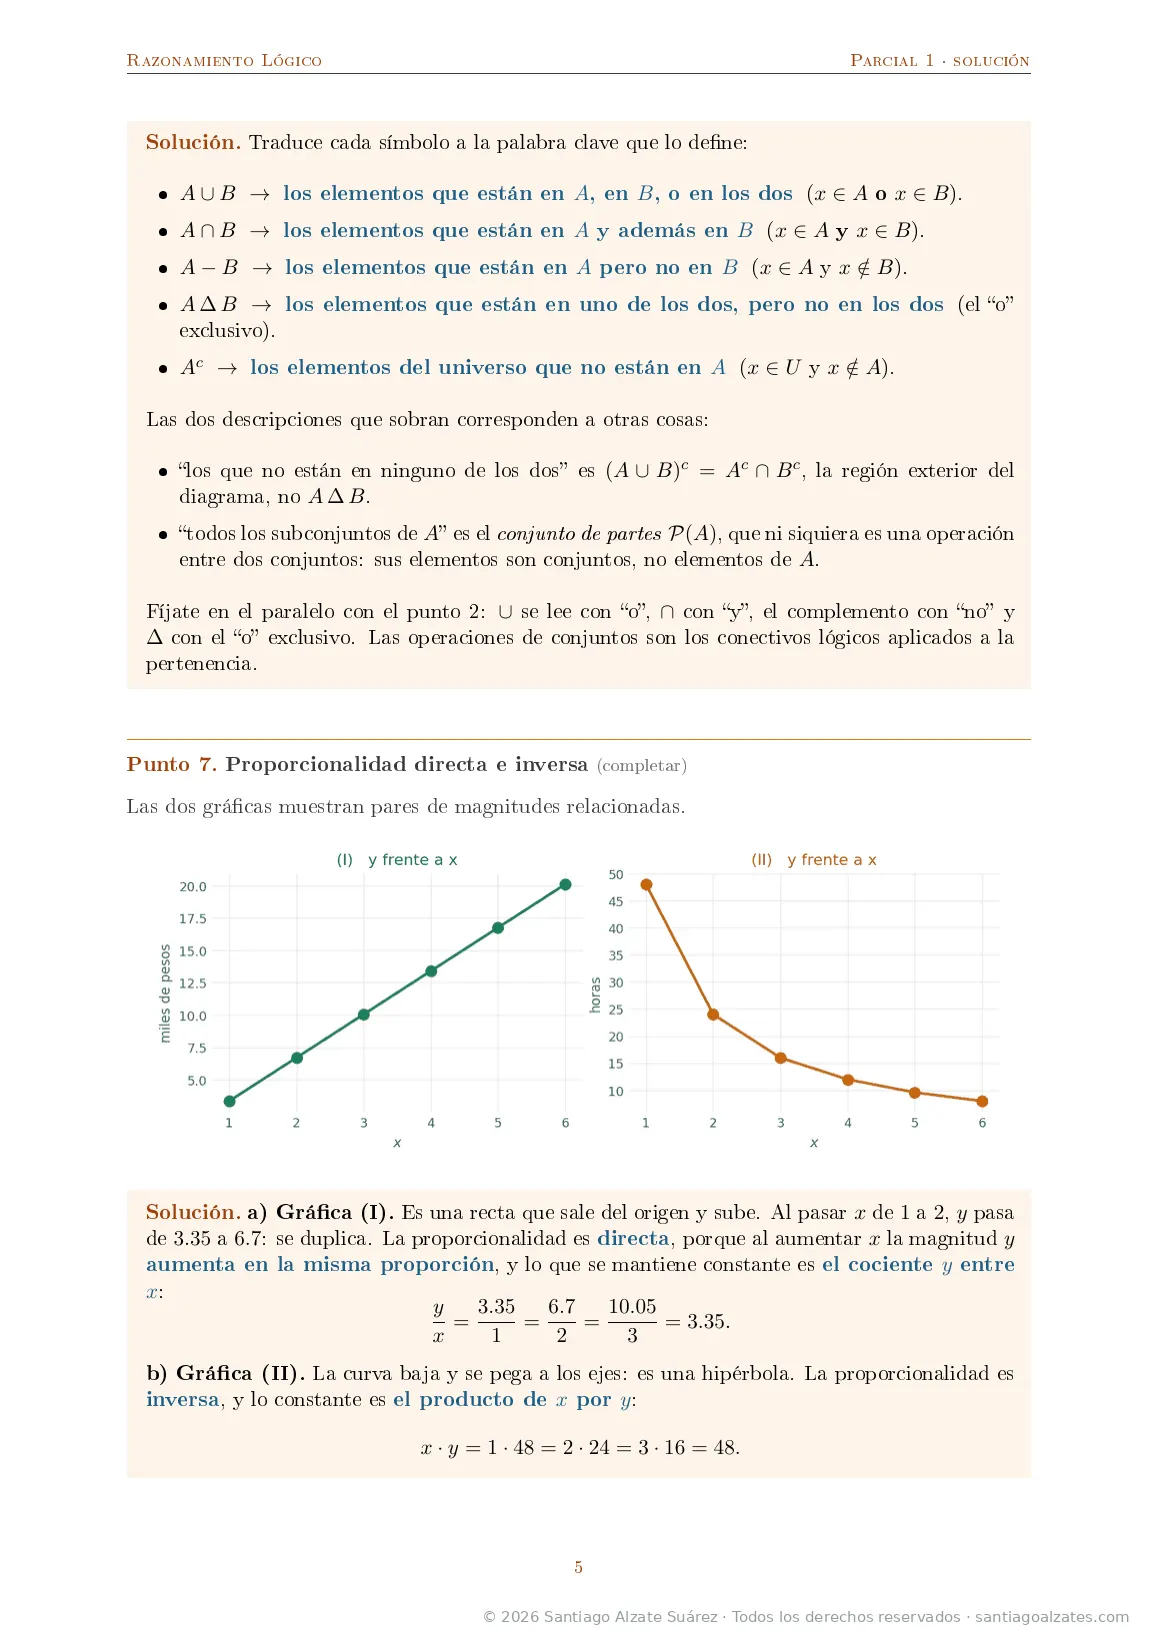 Razonamiento Lógico
Parcial 1 · solución
Solución. Traduce cada símbolo a la palabra clave que lo define:
• A ∪ B → los elementos que están en A, en B, o en los dos (x ∈ A o x ∈ B).
• A ∩ B → los elementos que están en A y además en B (x ∈ A y x ∈ B).
• A − B → los elementos que están en A pero no en B (x ∈ A y x ∉ B).
• A Δ B → los elementos que están en uno de los dos, pero no en los dos (el “o”
exclusivo).
• Aᶜ → los elementos del universo que no están en A (x ∈ U y x ∉ A).
Las dos descripciones que sobran corresponden a otras cosas:
• “los que no están en ninguno de los dos” es (A ∪ B)ᶜ = Aᶜ ∩ Bᶜ, la región exterior del
diagrama, no A Δ B.
• “todos los subconjuntos de A” es el conjunto de partes 𝒫(A), que ni siquiera es una operación
entre dos conjuntos: sus elementos son conjuntos, no elementos de A.
Fíjate en el paralelo con el punto 2: ∪ se lee con “o”, ∩ con “y”, el complemento con “no” y
Δ con el “o” exclusivo. Las operaciones de conjuntos son los conectivos lógicos aplicados a la
pertenencia.
Punto 7. Proporcionalidad directa e inversa (completar)
Las dos gráficas muestran pares de magnitudes relacionadas.
(I) y frente a x
20.0
17.5
15.0
12.5
10.0
7.5
5.0
miles de pesos
1 2 3 4 5 6
x
(II) y frente a x
50
45
40
35
30
25
20
15
10
horas
1 2 3 4 5 6
x
Solución. a) Gráfica (I). Es una recta que sale del origen y sube. Al pasar x de 1 a 2, y pasa
de 3.35 a 6.7: se duplica. La proporcionalidad es directa, porque al aumentar x la magnitud y
aumenta en la misma proporción, y lo que se mantiene constante es el cociente y entre
x:
y/x = 3.35/1 = 6.7/2 = 10.05/3 = 3.35.
b) Gráfica (II). La curva baja y se pega a los ejes: es una hipérbola. La proporcionalidad es
inversa, y lo constante es el producto de x por y:
x · y = 1 · 48 = 2 · 24 = 3 · 16 = 48.
5
© 2026 Santiago Alzate Suárez · Todos los derechos reservados · santiagoalzates.com